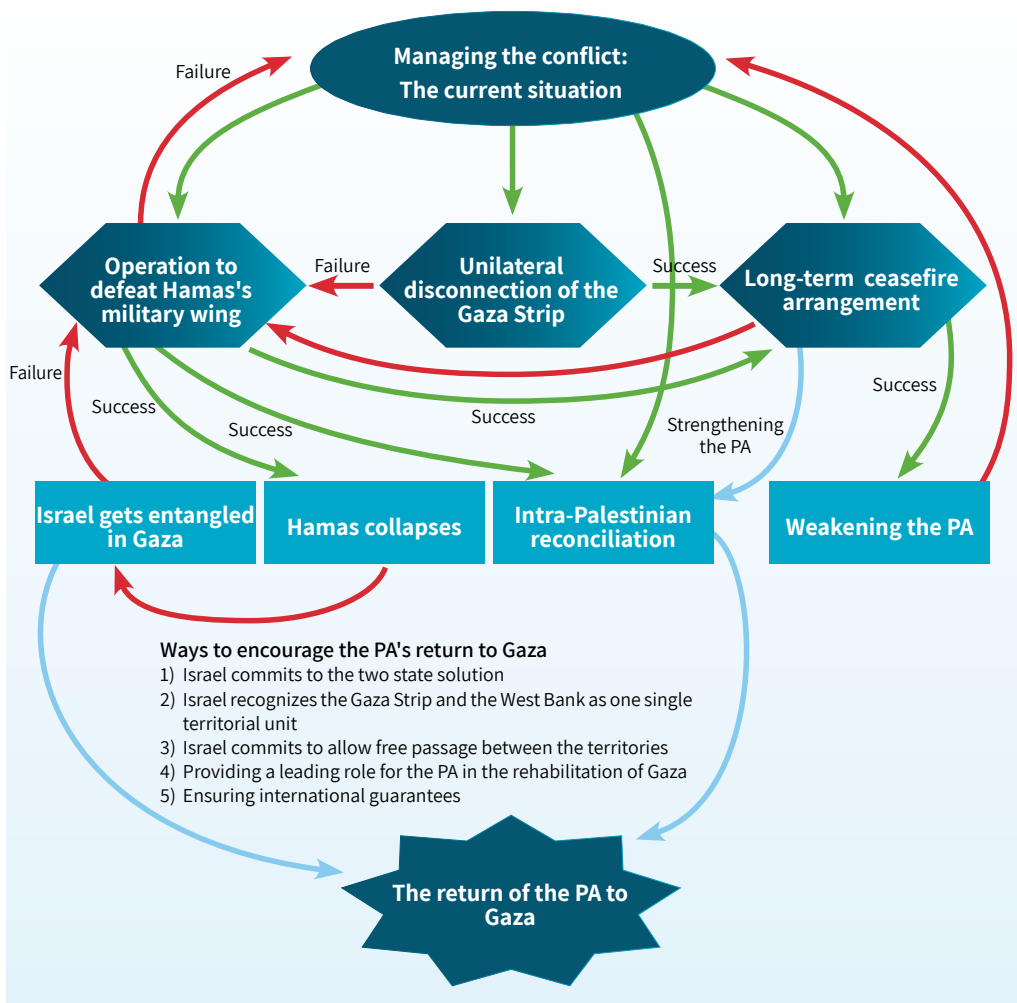 Managing the conflict:
The current situation
Failure
Operation to
defeat Hamas's
military wing
Failure
Unilateral
disconnection of the
Gaza Strip
Success
Long-term ceasefire
arrangement
Failure
Success
Success
Success
Strengthening
the PA
Success
Israel gets entangled
in Gaza
Hamas collapses
Intra-Palestinian
reconciliation
Weakening the PA
Ways to encourage the PA's return to Gaza
1) Israel commits to the two state solution
2) Israel recognizes the Gaza Strip and the West Bank as one single
territorial unit
3) Israel commits to allow free passage between the territories
4) Providing a leading role for the PA in the rehabilitation of Gaza
5) Ensuring international guarantees
The return of the PA to
Gaza